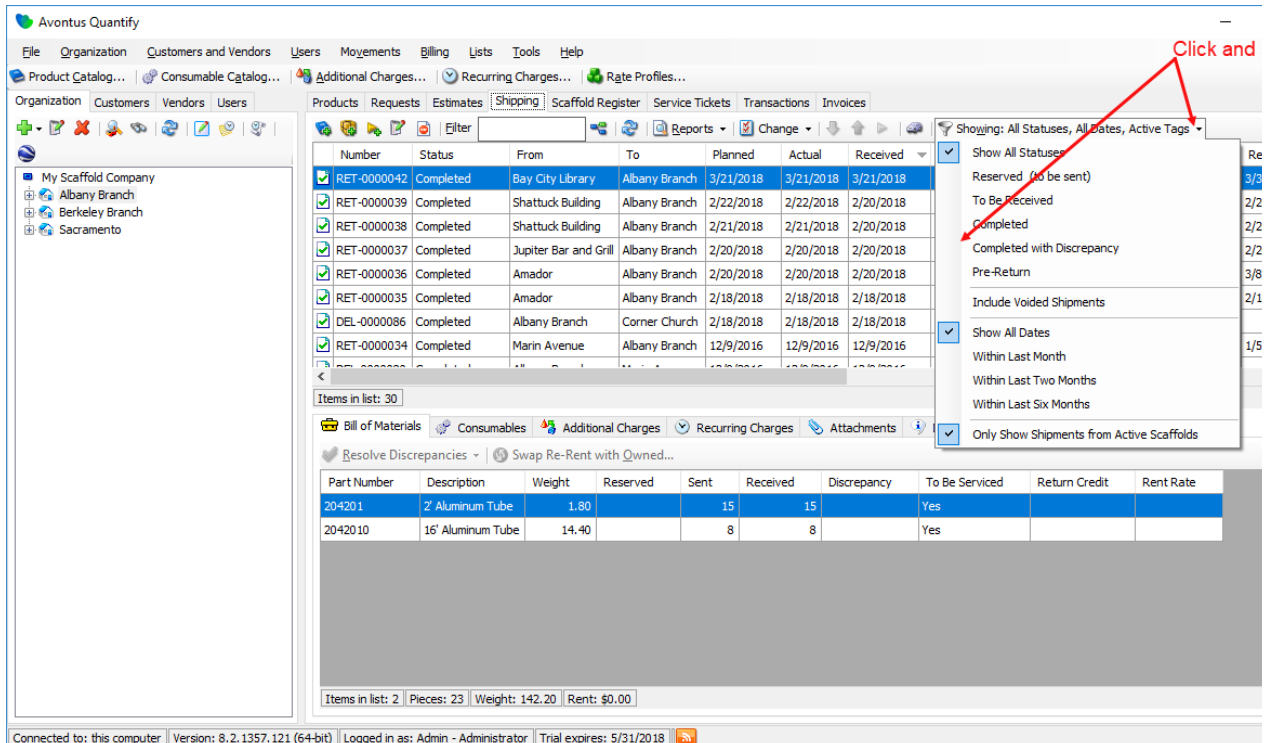 Avontus Quantify
File Organization Customers and Vendors Users Movements Billing Lists Tools Help
Click and
Product Catalog... Consumable Catalog... Additional Charges... Recurring Charges... Rate Profiles...
Organization Customers Vendors Users
Products Requests Estimates Shipping Scaffold Register Service Tickets Transactions Invoices
Filter Reports Change Showing: All Statuses, All Dates, Active Tags
My Scaffold Company
Albany Branch
Berkeley Branch
Sacramento
Number Status From To Planned Actual Received Re
RET-0000042 Completed Bay City Library Albany Branch 3/21/2018 3/21/2018 3/21/2018 3/3
RET-0000039 Completed Shattuck Building Albany Branch 2/22/2018 2/22/2018 2/20/2018 2/2
RET-0000038 Completed Shattuck Building Albany Branch 2/21/2018 2/21/2018 2/20/2018 2/2
RET-0000037 Completed Jupiter Bar and Grill Albany Branch 2/20/2018 2/20/2018 2/20/2018 2/2
RET-0000036 Completed Amador Albany Branch 2/20/2018 2/20/2018 2/20/2018 3/8
RET-0000035 Completed Amador Albany Branch 2/18/2018 2/18/2018 2/18/2018 2/1
DEL-0000086 Completed Albany Branch Corner Church 2/18/2018 2/18/2018 2/18/2018
RET-0000034 Completed Marin Avenue Albany Branch 12/9/2016 12/9/2016 12/9/2016 1/5
Show All Statuses
Reserved (to be sent)
To Be Received
Completed
Completed with Discrepancy
Pre-Return
Include Voided Shipments
Show All Dates
Within Last Month
Within Last Two Months
Within Last Six Months
Only Show Shipments from Active Scaffolds
Items in list: 30
Bill of Materials Consumables Additional Charges Recurring Charges Attachments
Resolve Discrepancies Swap Re-Rent with Owned...
Part Number Description Weight Reserved Sent Received Discrepancy To Be Serviced Return Credit Rent Rate
204201 2' Aluminum Tube 1.80 15 15 Yes
2042010 16' Aluminum Tube 14.40 8 8 Yes
Items in list: 2 Pieces: 23 Weight: 142.20 Rent: $0.00
Connected to: this computer Version: 8.2.1357.121 (64-bit) Logged in as: Admin - Administrator Trial expires: 5/31/2018